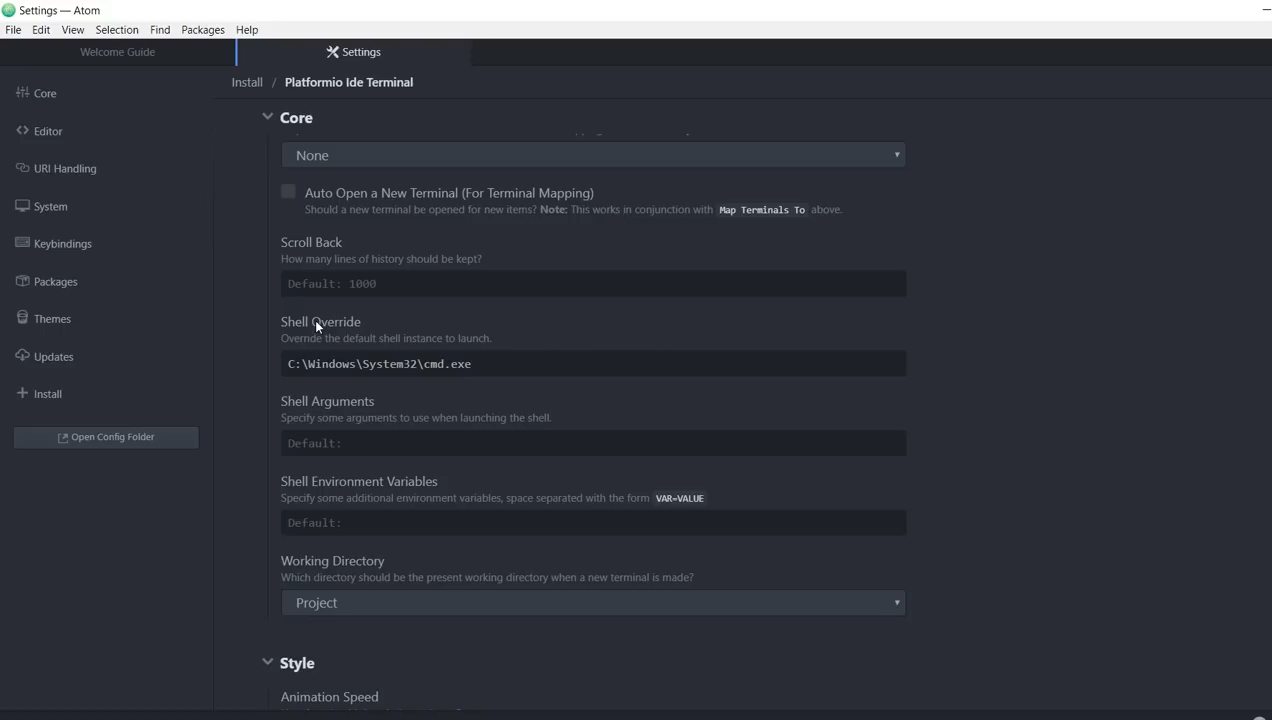 Settings — Atom
File Edit View Selection Find Packages Help
Welcome Guide
Settings
Install / Platformio Ide Terminal
Core
Editor
URI Handling
System
Keybindings
Packages
Themes
Updates
Install
Open Config Folder
Core
None
Auto Open a New Terminal (For Terminal Mapping)
Should a new terminal be opened for new items? Note: This works in conjunction with Map Terminals To above.
Scroll Back
How many lines of history should be kept?
Default: 1000
Shell Override
Override the default shell instance to launch.
C:\Windows\System32\cmd.exe
Shell Arguments
Specify some arguments to use when launching the shell.
Default:
Shell Environment Variables
Specify some additional environment variables, space separated with the form VAR=VALUE
Default:
Working Directory
Which directory should be the present working directory when a new terminal is made?
Project
Style
Animation Speed